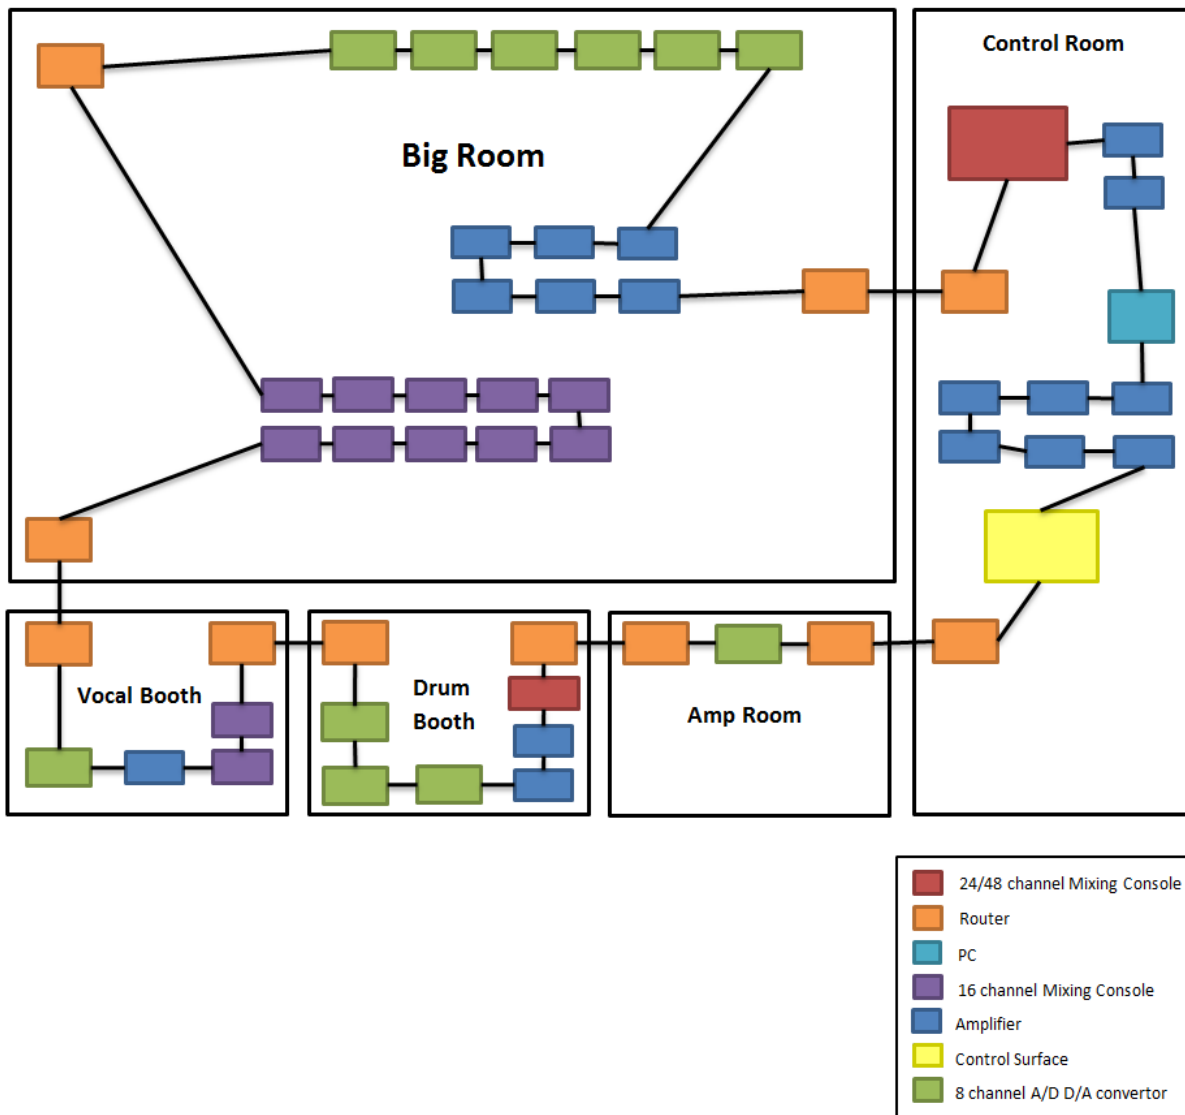 Control Room
Big Room
Vocal Booth
Drum
Booth
Amp Room
24/48 channel Mixing Console
Router
PC
16 channel Mixing Console
Amplifier
Control Surface
8 channel A/D D/A convertor